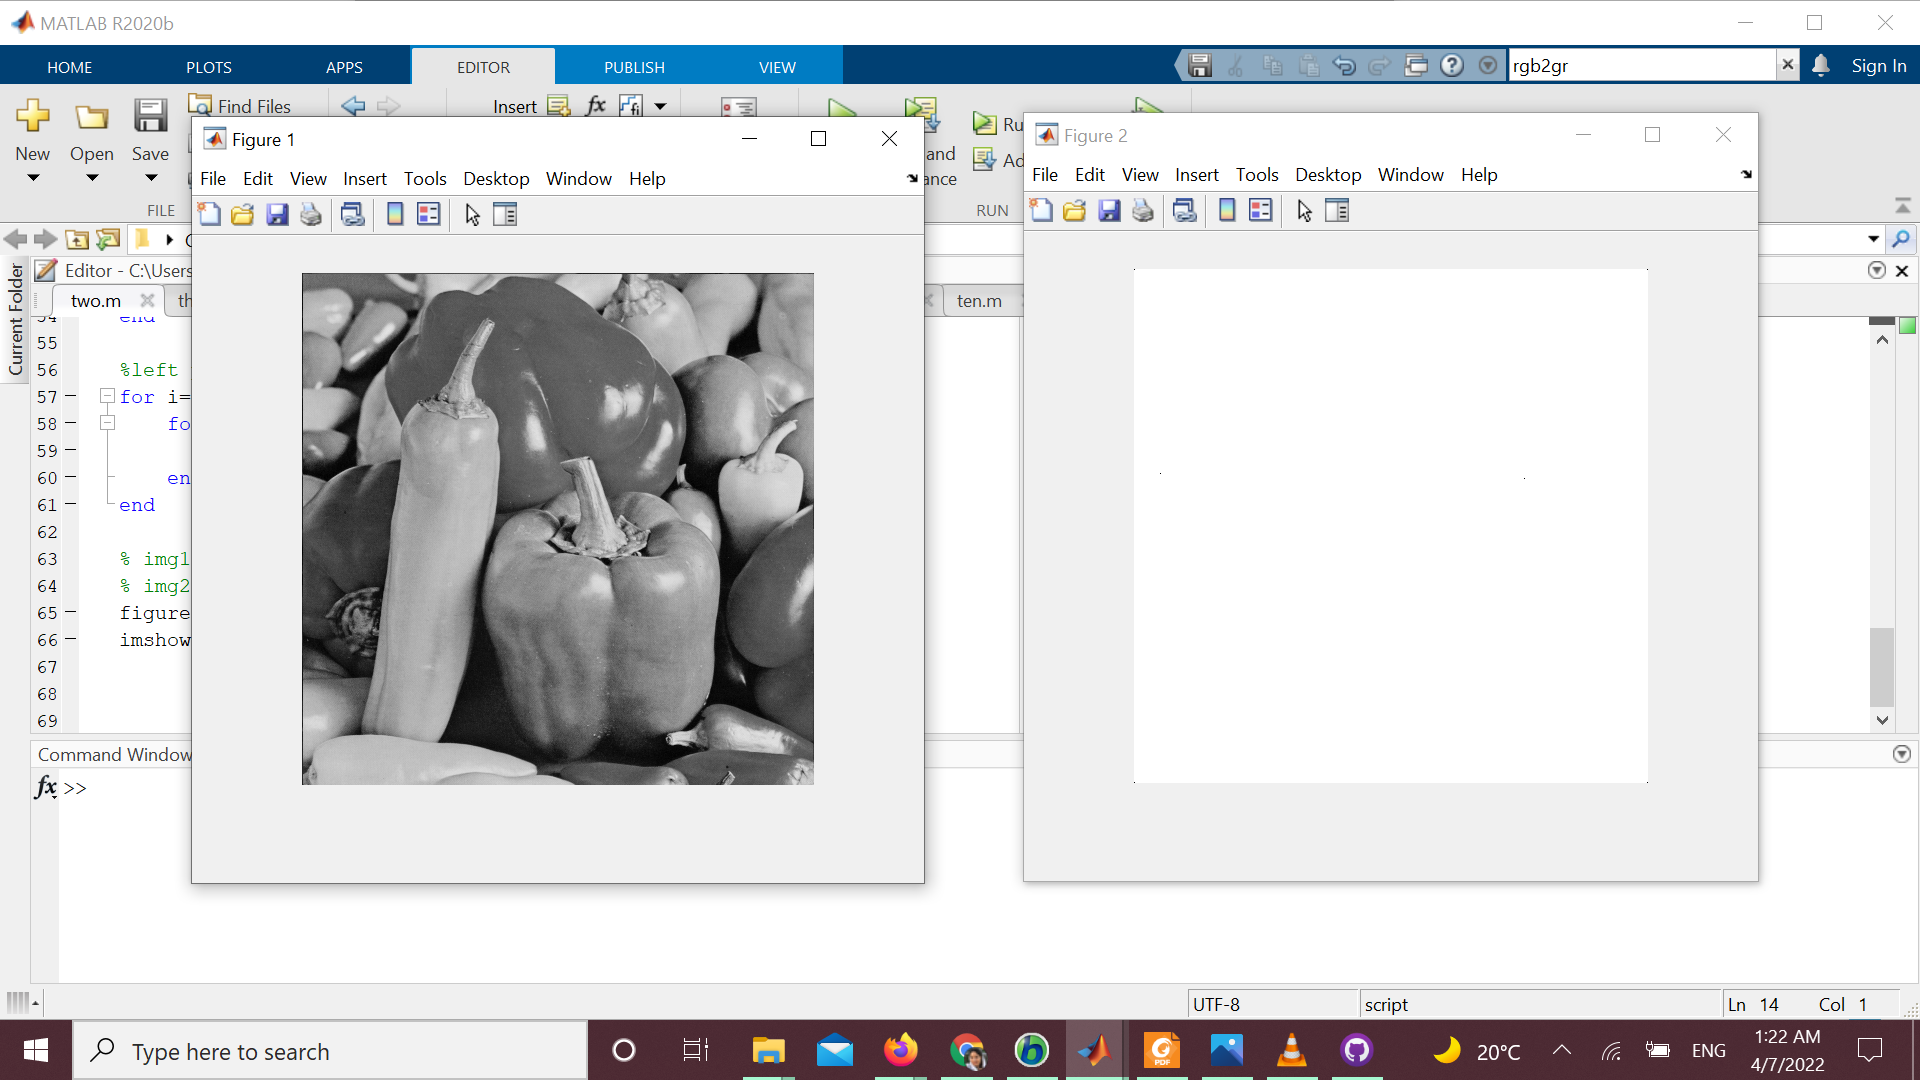 MATLAB R2020b
HOME PLOTS APPS EDITOR PUBLISH VIEW rgb2gr Sign In
Find Files Insert fx fi
New Open Save Ru and Ad ance
FILE RUN
Figure 1
File Edit View Insert Tools Desktop Window Help
Figure 2
File Edit View Insert Tools Desktop Window Help
Current Folder
Editor - C:\Users
two.m th ten.m
54 end
55
56 %left
57 for i=
58 fo
59
60 en
61 end
62
63 % img1
64 % img2
65 figure
66 imshow
67
68
69
Command Window
fx >>
UTF-8 script Ln 14 Col 1
Type here to search
PDF
20°C ENG 1:22 AM
4/7/2022